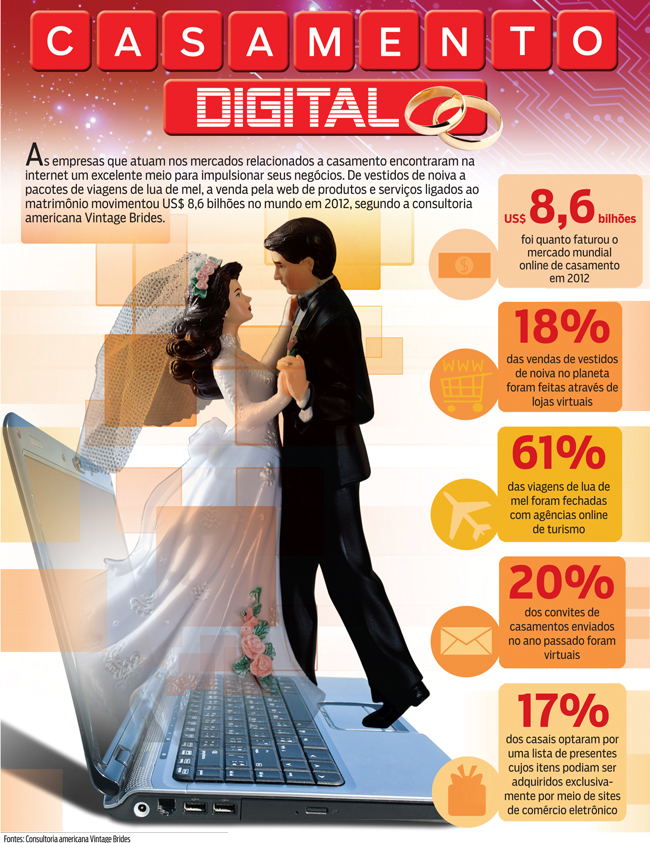 CASAMENTO
DIGITAL
As empresas que atuam nos mercados relacionados a casamento encontraram na
internet um excelente meio para impulsionar seus negócios. De vestidos de noiva a
pacotes de viagens de lua de mel, a venda pela web de produtos e serviços ligados ao
matrimônio movimentou US$ 8,6 bilhões no mundo em 2012, segundo a consultoria
americana Vintage Brides.
US$ 8,6 bilhões
foi quanto faturou o
mercado mundial
online de casamento
em 2012
$
18%
das vendas de vestidos
de noiva no planeta
foram feitas através de
lojas virtuais
WWW
61%
das viagens de lua de
mel foram fechadas
com agências online
de turismo
20%
dos convites de
casamentos enviados
no ano passado foram
virtuais
17%
dos casais optaram por
uma lista de presentes
cujos itens podiam ser
adquiridos exclusiva-
mente por meio de sites
de comércio eletrônico
Fontes: Consultoria americana Vintage Brides